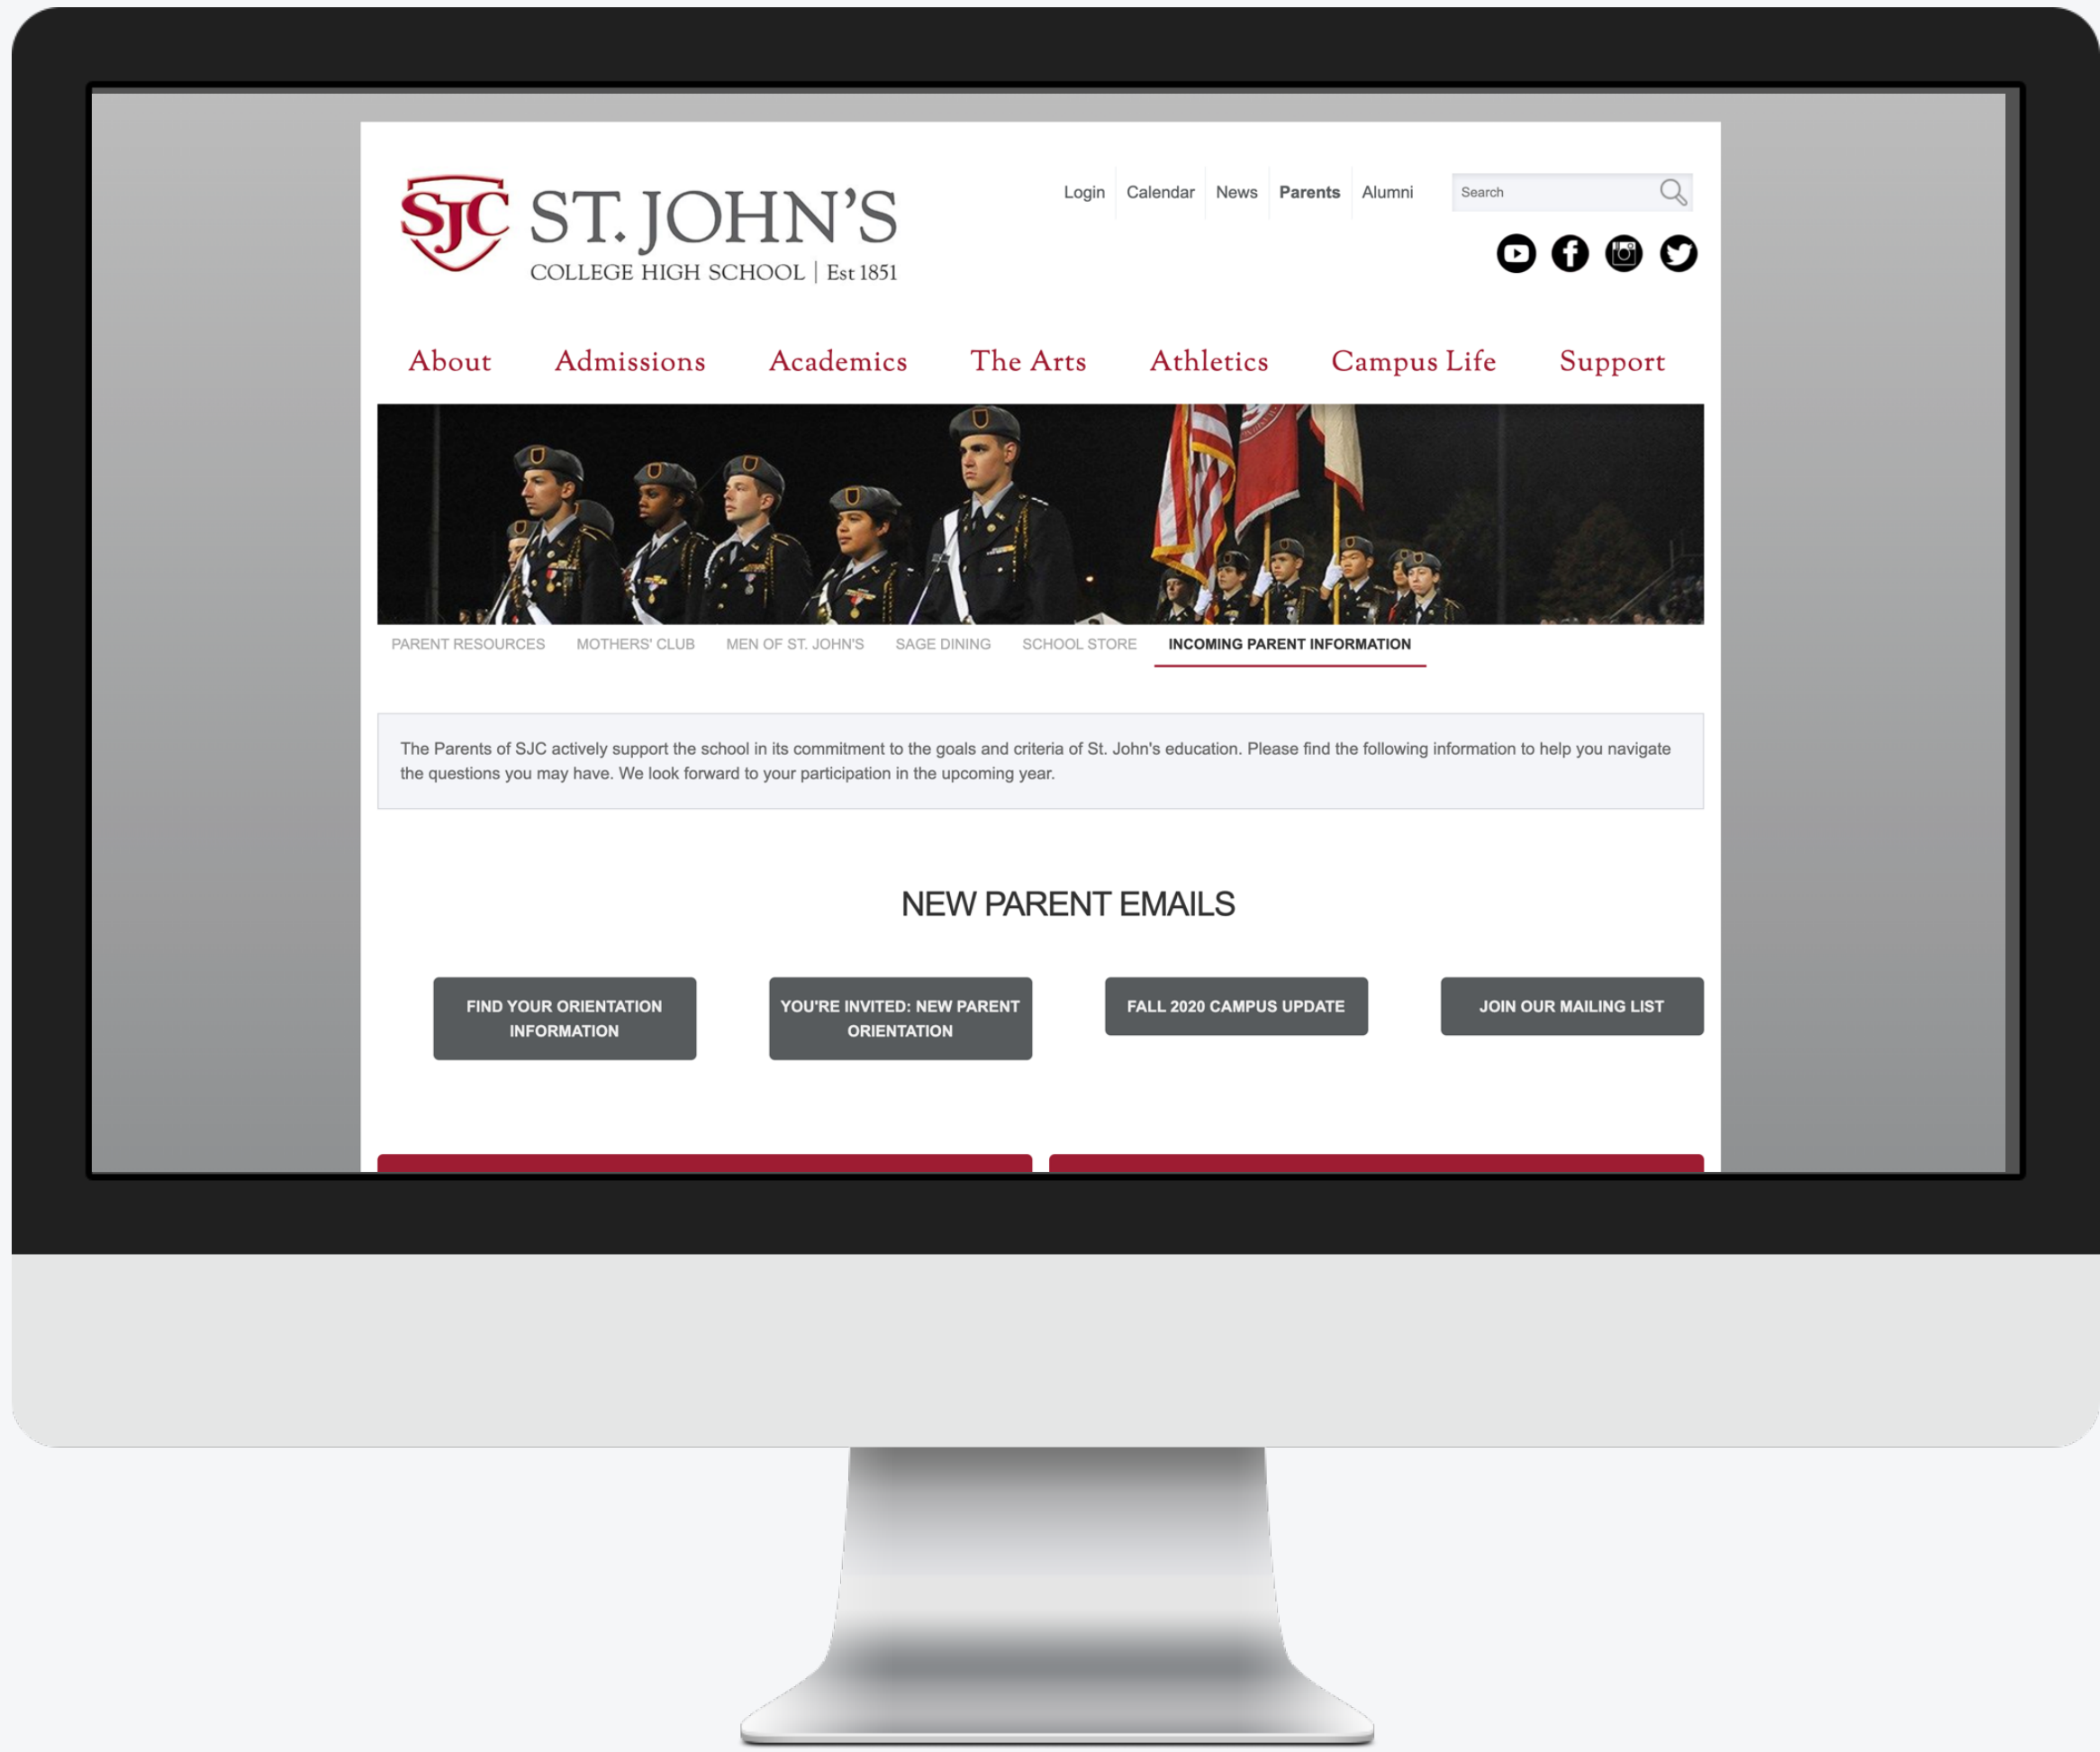 SJC ST. JOHN'S
COLLEGE HIGH SCHOOL | Est 1851
Login Calendar News Parents Alumni Search
About Admissions Academics The Arts Athletics Campus Life Support
PARENT RESOURCES MOTHERS' CLUB MEN OF ST. JOHN'S SAGE DINING SCHOOL STORE INCOMING PARENT INFORMATION
The Parents of SJC actively support the school in its commitment to the goals and criteria of St. John's education. Please find the following information to help you navigate
the questions you may have. We look forward to your participation in the upcoming year.
NEW PARENT EMAILS
FIND YOUR ORIENTATION
INFORMATION
YOU'RE INVITED: NEW PARENT
ORIENTATION
FALL 2020 CAMPUS UPDATE
JOIN OUR MAILING LIST